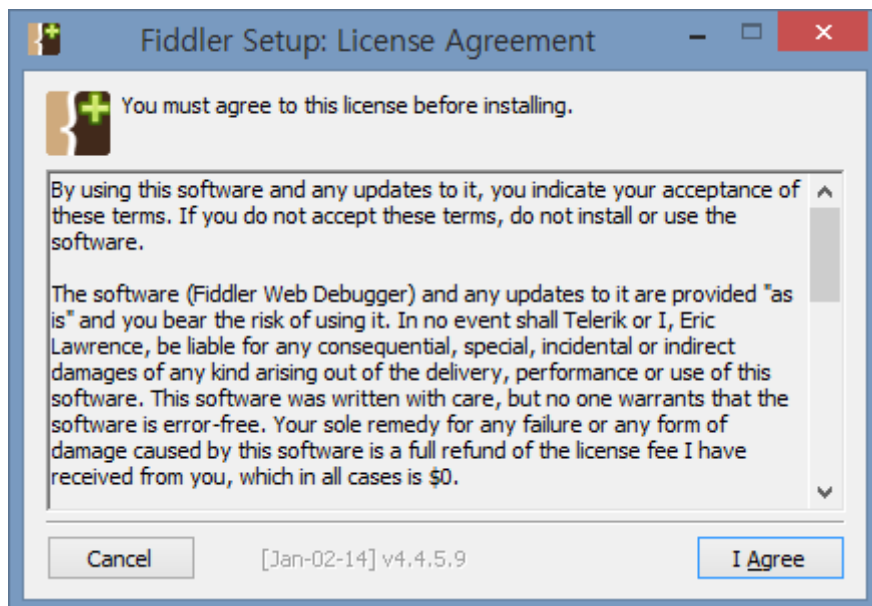 Fiddler Setup: License Agreement
You must agree to this license before installing.
By using this software and any updates to it, you indicate your acceptance of
these terms. If you do not accept these terms, do not install or use the
software.
The software (Fiddler Web Debugger) and any updates to it are provided "as
is" and you bear the risk of using it. In no event shall Telerik or I, Eric
Lawrence, be liable for any consequential, special, incidental or indirect
damages of any kind arising out of the delivery, performance or use of this
software. This software was written with care, but no one warrants that the
software is error-free. Your sole remedy for any failure or any form of
damage caused by this software is a full refund of the license fee I have
received from you, which in all cases is $0.
Cancel [Jan-02-14] v4.4.5.9 I Agree